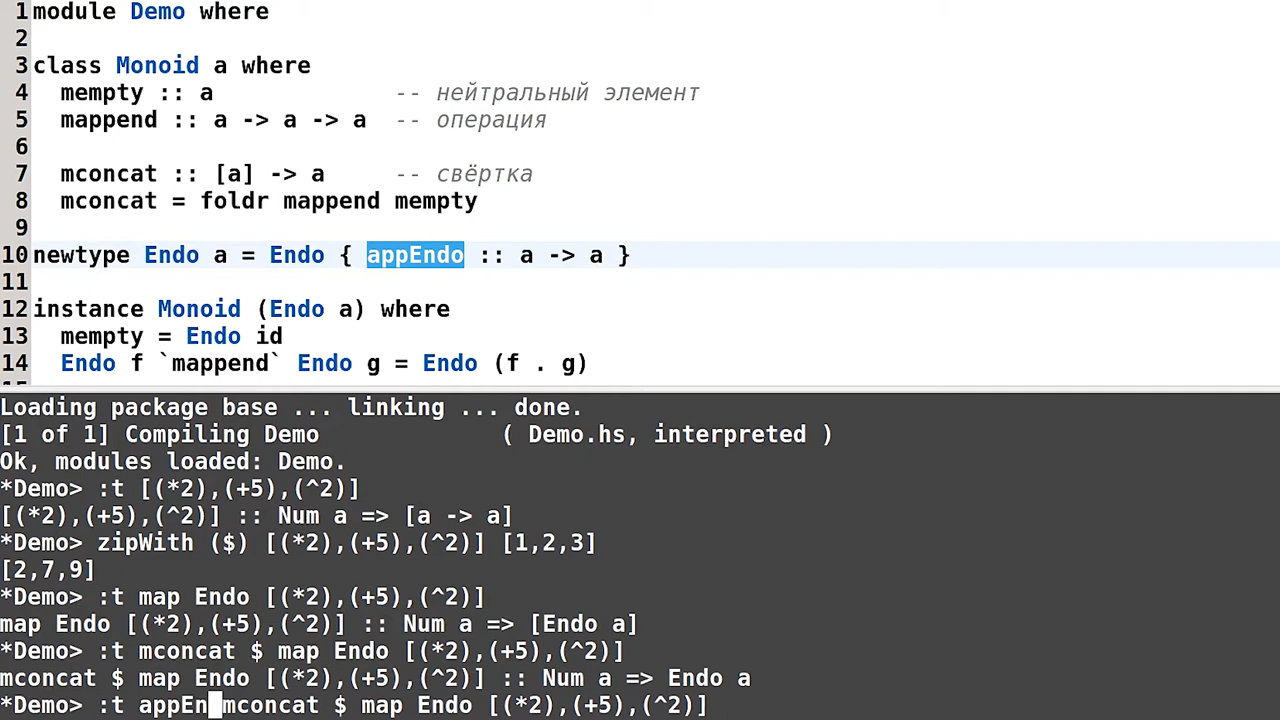 1 module Demo where
2
3 class Monoid a where
4   mempty :: a             -- нейтральный элемент
5   mappend :: a -> a -> a  -- операция
6
7   mconcat :: [a] -> a     -- свёртка
8   mconcat = foldr mappend mempty
9
10 newtype Endo a = Endo { appEndo :: a -> a }
11
12 instance Monoid (Endo a) where
13   mempty = Endo id
14   Endo f `mappend` Endo g = Endo (f . g)
Loading package base ... linking ... done.
[1 of 1] Compiling Demo             ( Demo.hs, interpreted )
Ok, modules loaded: Demo.
*Demo> :t [(*2),(+5),(^2)]
[(*2),(+5),(^2)] :: Num a => [a -> a]
*Demo> zipWith ($) [(*2),(+5),(^2)] [1,2,3]
[2,7,9]
*Demo> :t map Endo [(*2),(+5),(^2)]
map Endo [(*2),(+5),(^2)] :: Num a => [Endo a]
*Demo> :t mconcat $ map Endo [(*2),(+5),(^2)]
mconcat $ map Endo [(*2),(+5),(^2)] :: Num a => Endo a
*Demo> :t appEn mconcat $ map Endo [(*2),(+5),(^2)]